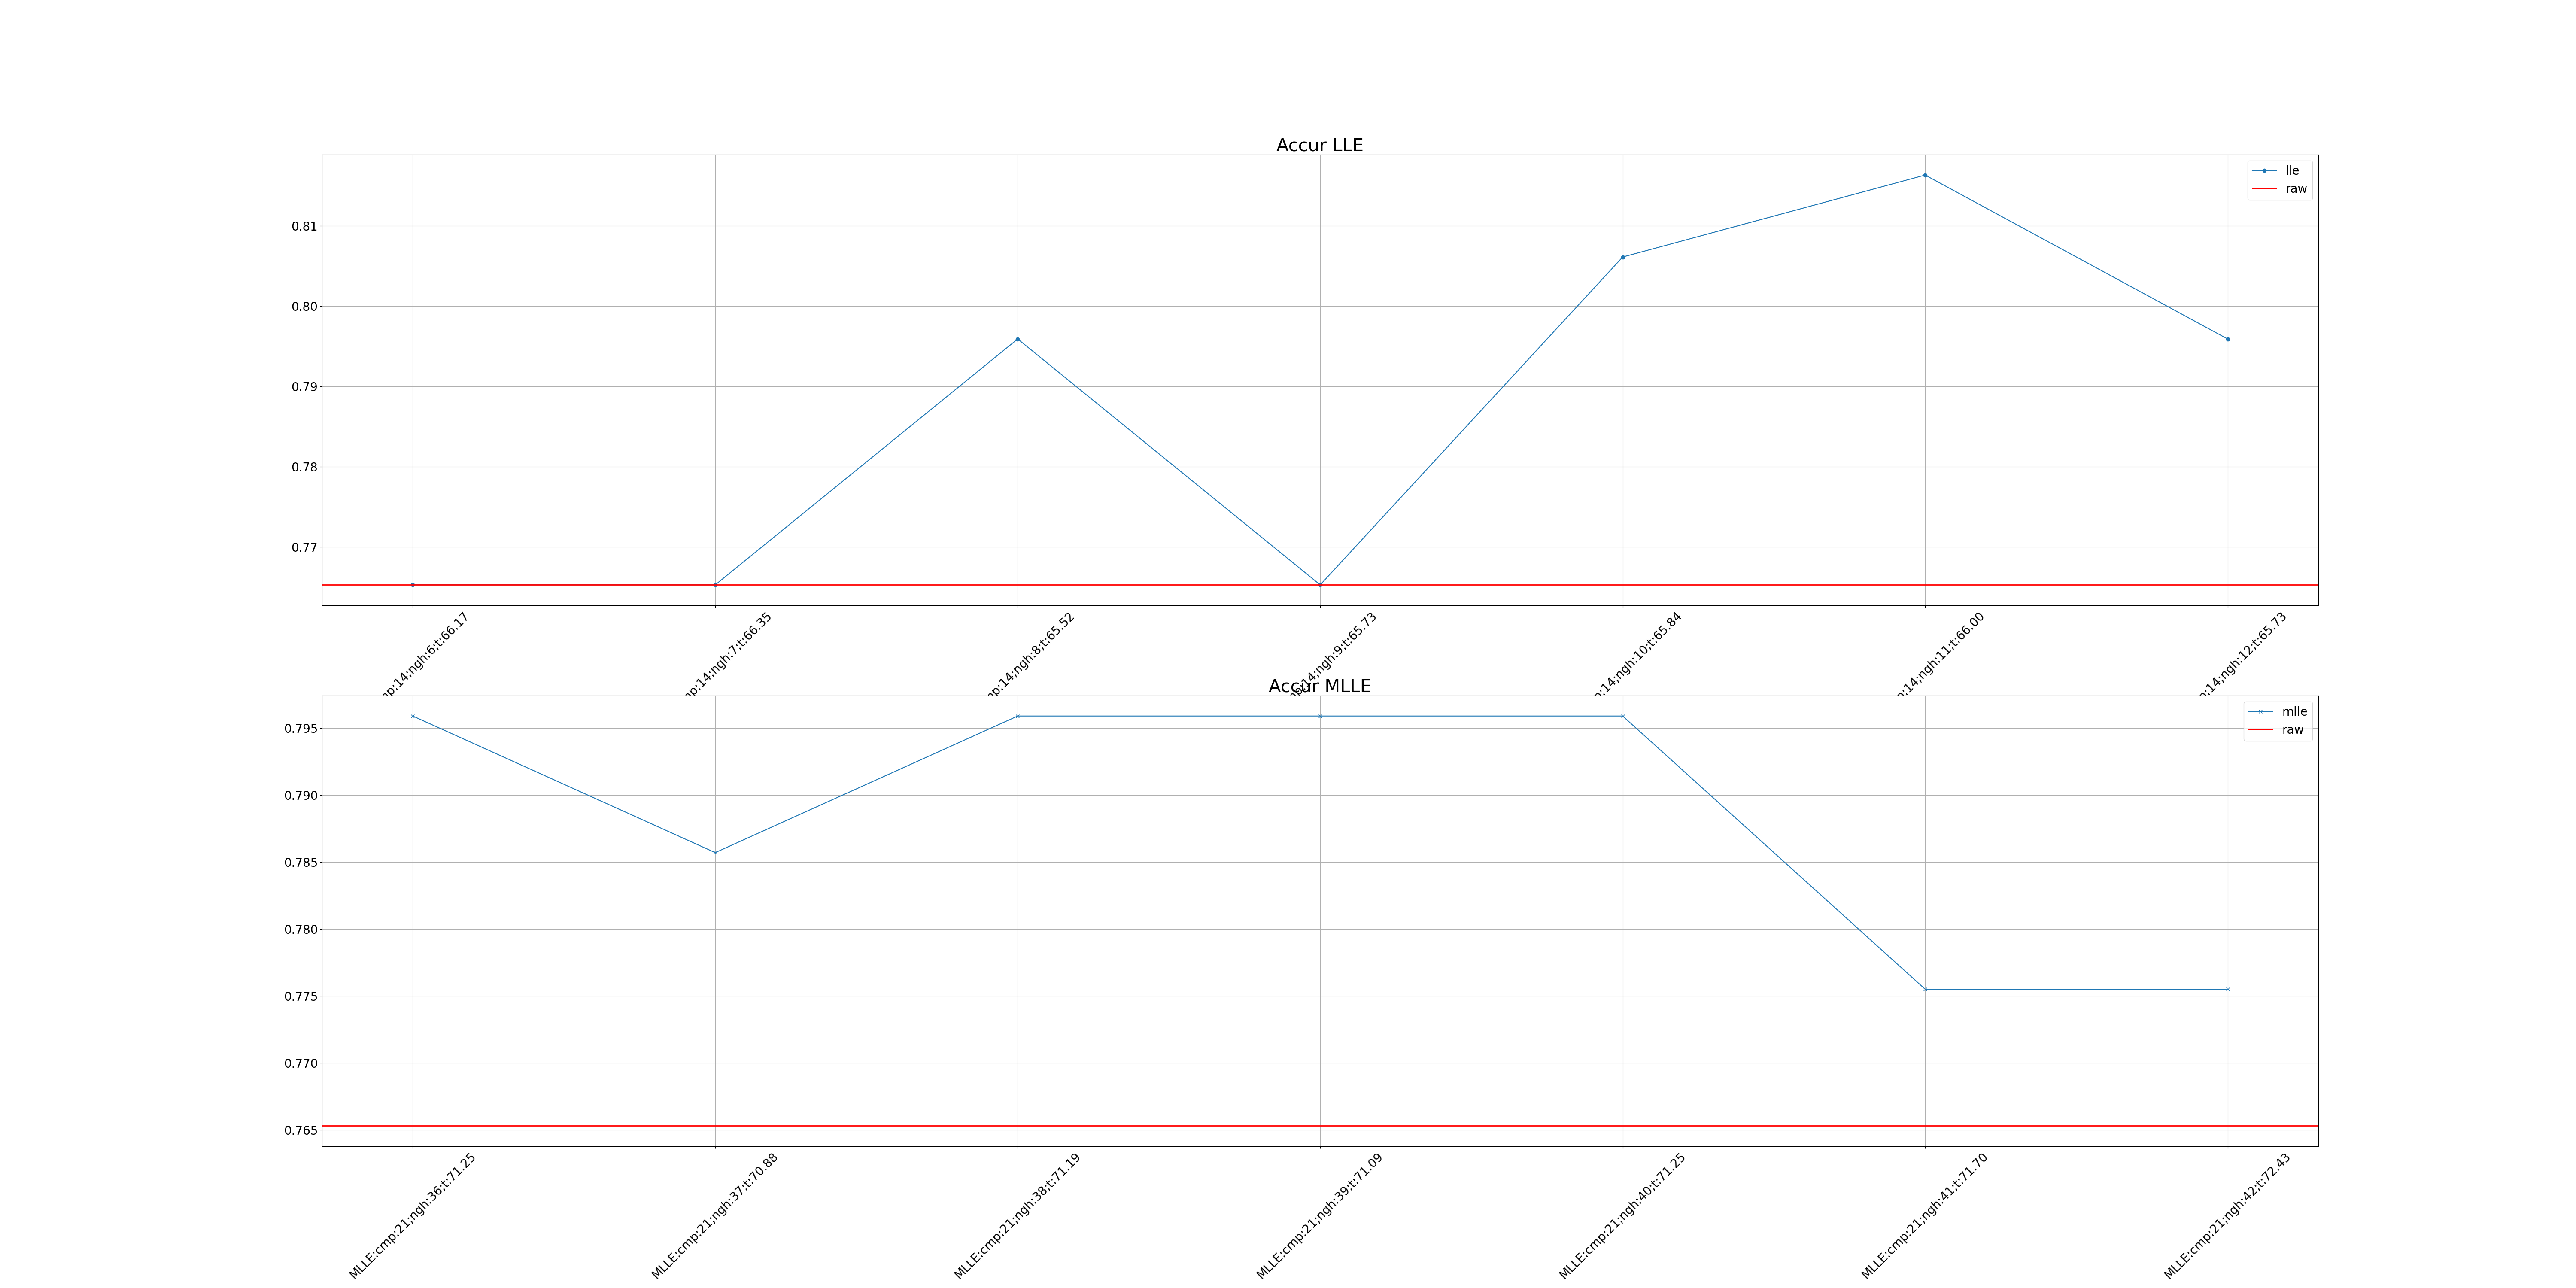 Accur LLE
lle
raw
0.81
0.80
0.79
0.78
0.77
14;ngh:6;t:66.17
14;ngh:7;t:66.35
14;ngh:8;t:65.52
14;ngh:9;t:65.73
14;ngh:10;t:65.84
14;ngh:11;t:66.00
14;ngh:12;t:65.73
Accur MLLE
mlle
raw
0.795
0.790
0.785
0.780
0.775
0.770
0.765
MLLE:cmp:21;ngh:36;t:71.25
MLLE:cmp:21;ngh:37;t:70.88
MLLE:cmp:21;ngh:38;t:71.19
MLLE:cmp:21;ngh:39;t:71.09
MLLE:cmp:21;ngh:40;t:71.25
MLLE:cmp:21;ngh:41;t:71.70
MLLE:cmp:21;ngh:42;t:72.43